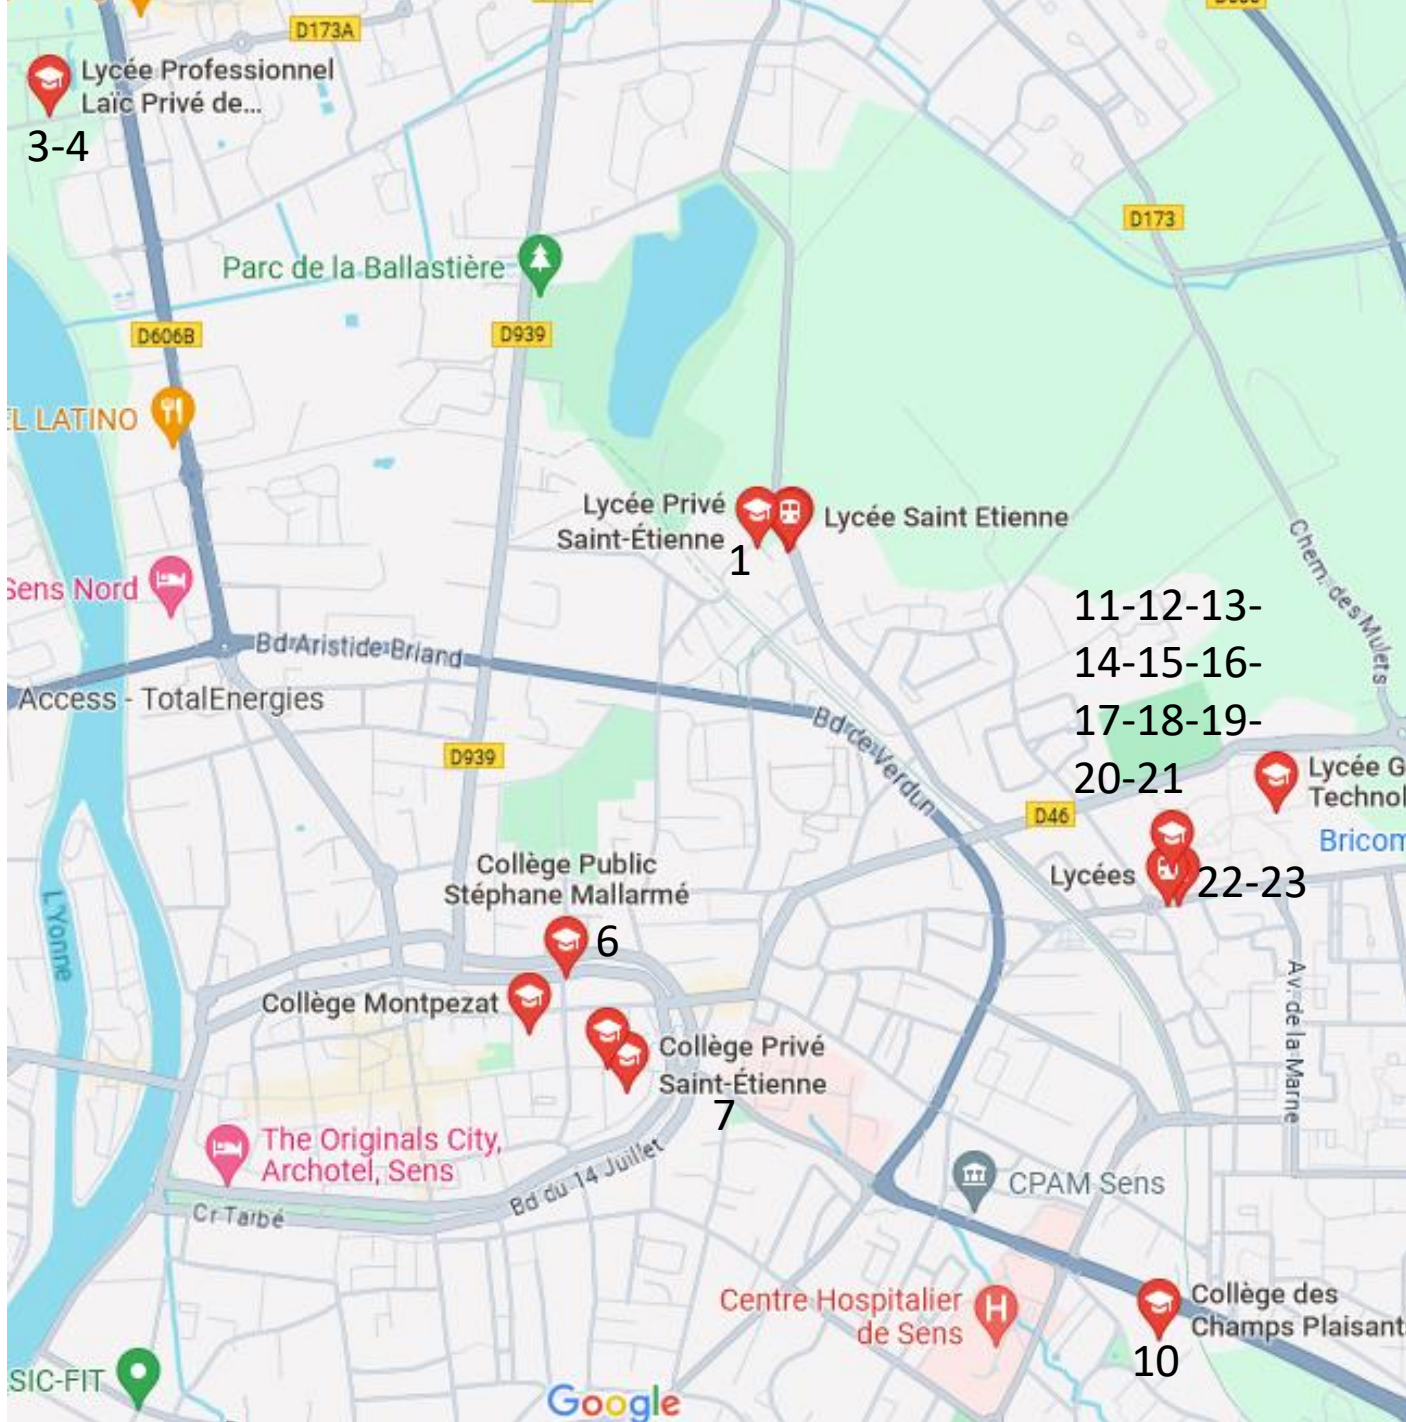 D173A
Lycée Professionnel
Laïc Privé de...
3-4
D173
Parc de la Ballastière
D606B
D939
EL LATINO
Lycée Privé
Saint-Étienne
1
Lycée Saint Etienne
Chem. des Mulets
Sens Nord
11-12-13-
14-15-16-
17-18-19-
20-21
Bd Aristide Briand
Access - TotalEnergies
Bd de Verdun
D939
Lycée G
Technol
D46
Bricom
Collège Public
Stéphane Mallarmé
Lycées
22-23
6
L'Yonne
Collège Montpezat
Av. de la Marne
Collège Privé
Saint-Étienne
7
The Originals City,
Archotel, Sens
Bd du 14 Juillet
CPAM Sens
Cr Tarbé
Centre Hospitalier
de Sens
H
Collège des
Champs Plaisant
10
SIC-FIT
Google